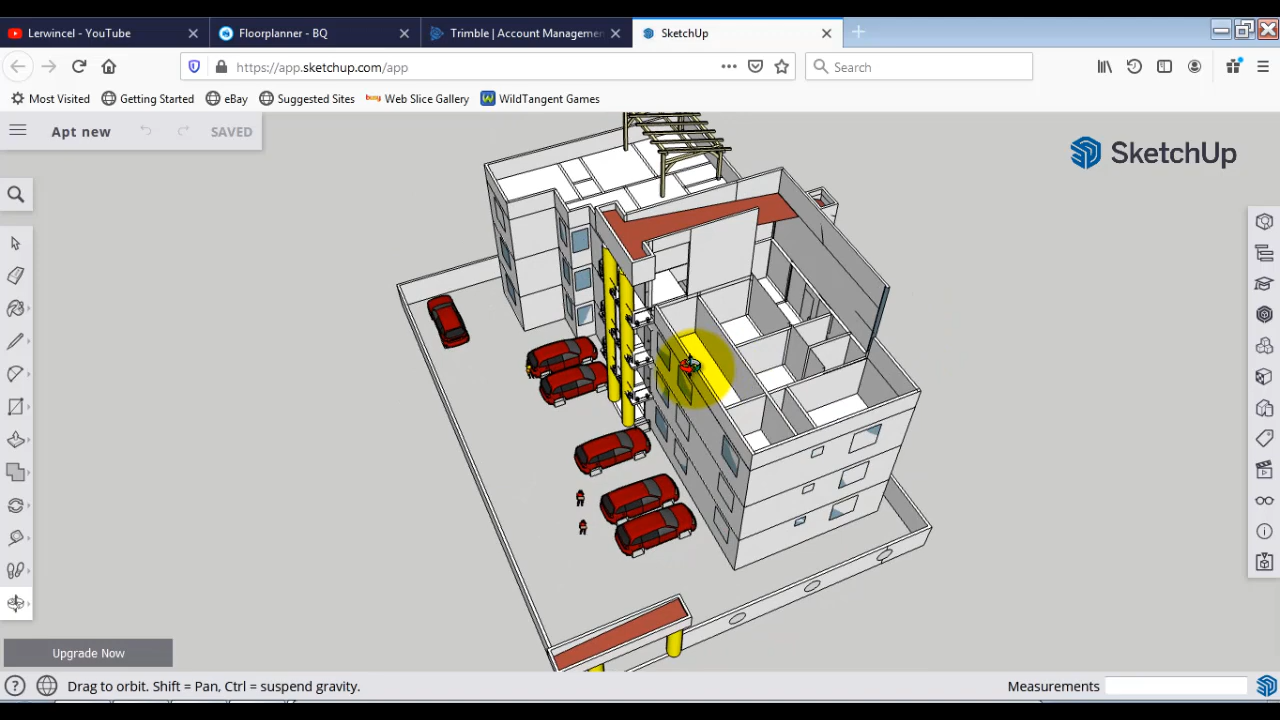 Lerwincel - YouTube
Floorplanner - BQ
Trimble | Account Managemen
SketchUp
https://app.sketchup.com/app
Search
Most Visited
Getting Started
eBay
Suggested Sites
Web Slice Gallery
WildTangent Games
Apt new
SAVED
SketchUp
Upgrade Now
Drag to orbit. Shift = Pan, Ctrl = suspend gravity.
Measurements